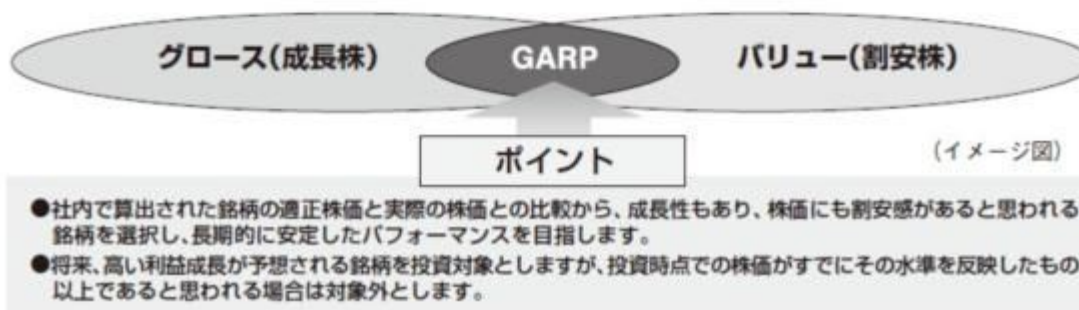 グロース(成長株) GARP バリュー(割安株)
ポイント
(イメージ図)
●社内で算出された銘柄の適正株価と実際の株価との比較から、成長性もあり、株価にも割安感があると思われる
銘柄を選択し、長期的に安定したパフォーマンスを目指します。
●将来、高い利益成長が予想される銘柄を投資対象としますが、投資時点での株価がすでにその水準を反映したもの
以上であると思われる場合は対象外とします。